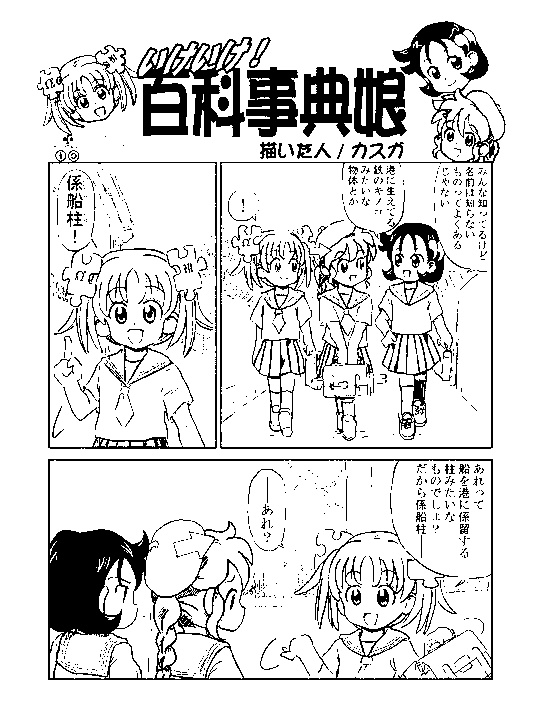 いけいけ!
百科事典娘
描いた人/カスガ
みんな知ってるけど
名前は知らない
ものってよくある
じゃない
港に生えてる
鉄のキノコ
みたいな
物体とか
!
係船柱!
あれって
船を港に係留する
柱みたいな
ものでしょ?
だから係船柱
―あれ?